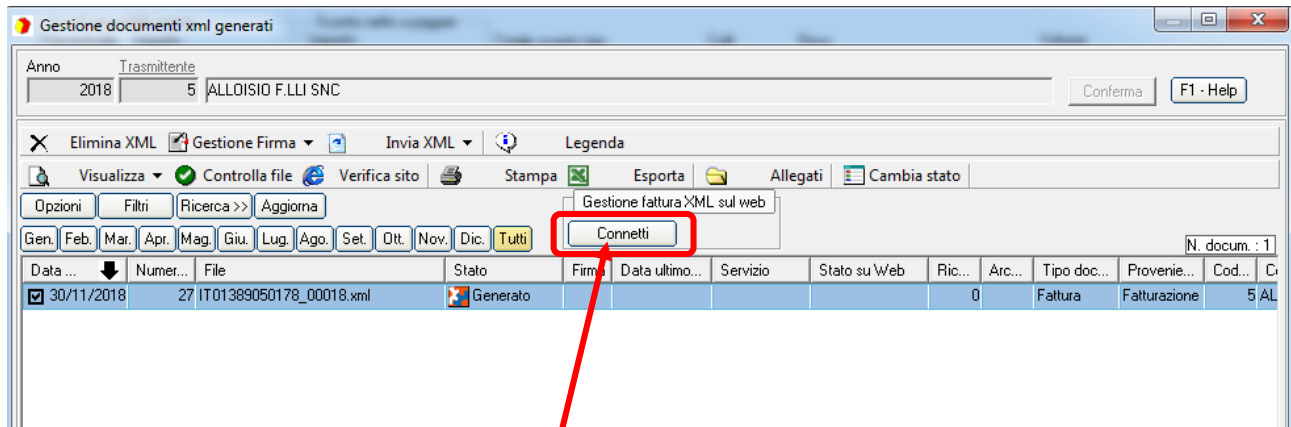 Gestione documenti xml generati
Anno Trasmittente
2018 5 ALLOISIO F.LLI SNC Conferma F1 - Help
Elimina XML Gestione Firma Invia XML Legenda
Visualizza Controlla file Verifica sito Stampa Esporta Allegati Cambia stato
Opzioni Filtri Ricerca >> Aggiorna Gestione fattura XML sul web
Connetti
Gen. Feb. Mar. Apr. Mag. Giu. Lug. Ago. Set. Ott. Nov. Dic. Tutti N. docum. : 1
Data ... Numer... File Stato Firma Data ultimo... Servizio Stato su Web Ric... Arc... Tipo doc... Provenie... Cod...
30/11/2018 27 IT01389050178_00018.xml Generato 0 Fattura Fatturazione 5 AL